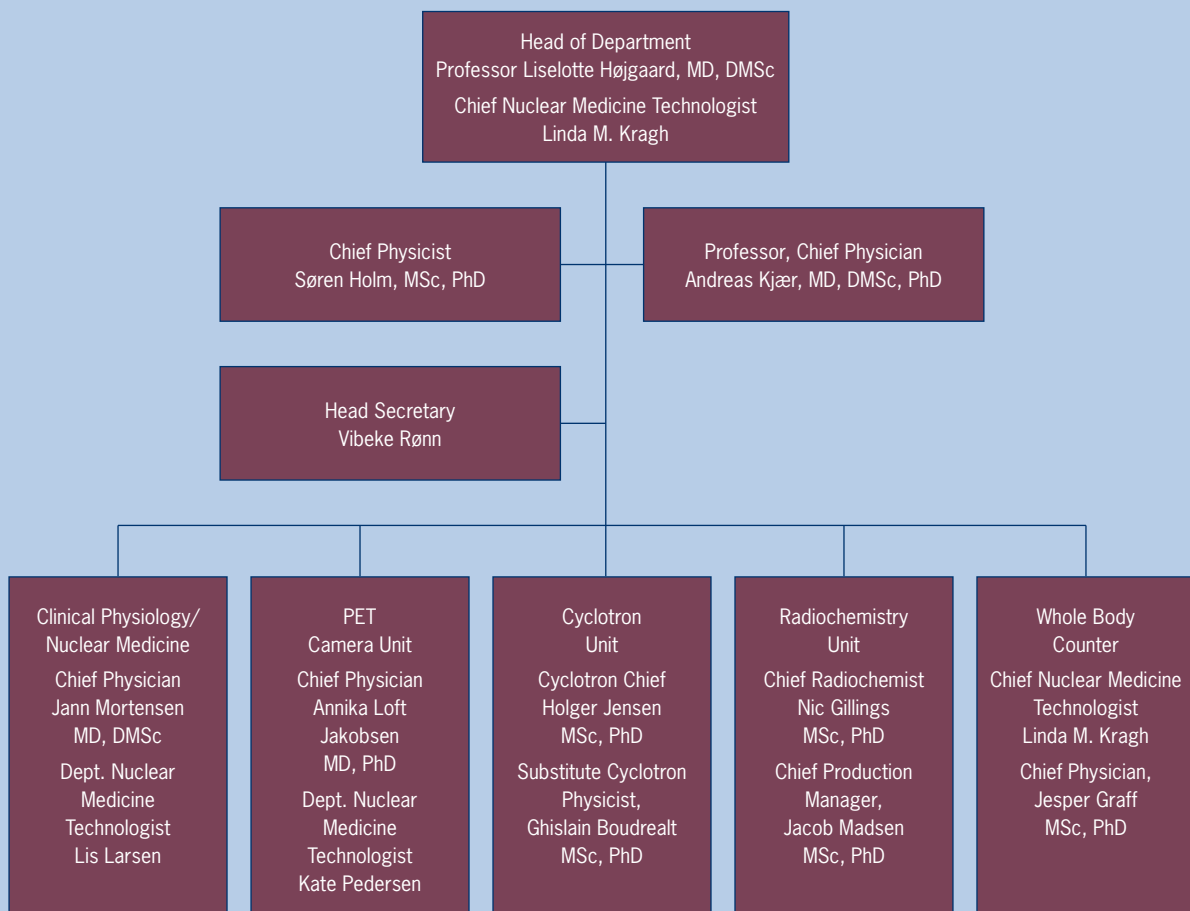 Head of Department
Professor Liselotte Højgaard, MD, DMSc
Chief Nuclear Medicine Technologist
Linda M. Kragh
Chief Physicist
Søren Holm, MSc, PhD
Professor, Chief Physician
Andreas Kjær, MD, DMSc, PhD
Head Secretary
Vibeke Rønn
Clinical Physiology/
Nuclear Medicine
Chief Physician
Jann Mortensen
MD, DMSc
Dept. Nuclear
Medicine
Technologist
Lis Larsen
PET
Camera Unit
Chief Physician
Annika Loft
Jakobsen
MD, PhD
Dept. Nuclear
Medicine
Technologist
Kate Pedersen
Cyclotron
Unit
Cyclotron Chief
Holger Jensen
MSc, PhD
Substitute Cyclotron
Physicist,
Ghislain Boudrealt
MSc, PhD
Radiochemistry
Unit
Chief Radiochemist
Nic Gillings
MSc, PhD
Chief Production
Manager,
Jacob Madsen
MSc, PhD
Whole Body
Counter
Chief Nuclear Medicine
Technologist
Linda M. Kragh
Chief Physician,
Jesper Graff
MSc, PhD